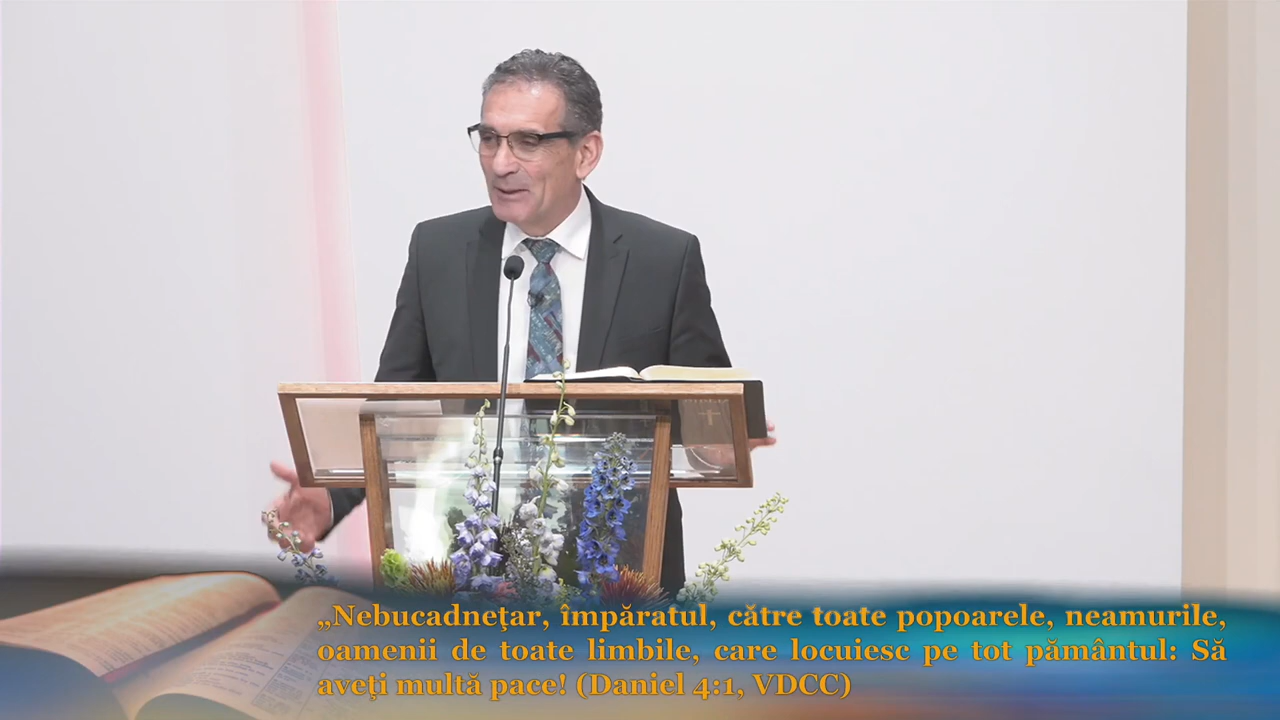 „Nebucadneţar, împăratul, către toate popoarele, neamurile,
oamenii de toate limbile, care locuiesc pe tot pământul: Să
aveţi multă pace! (Daniel 4:1, VDCC)